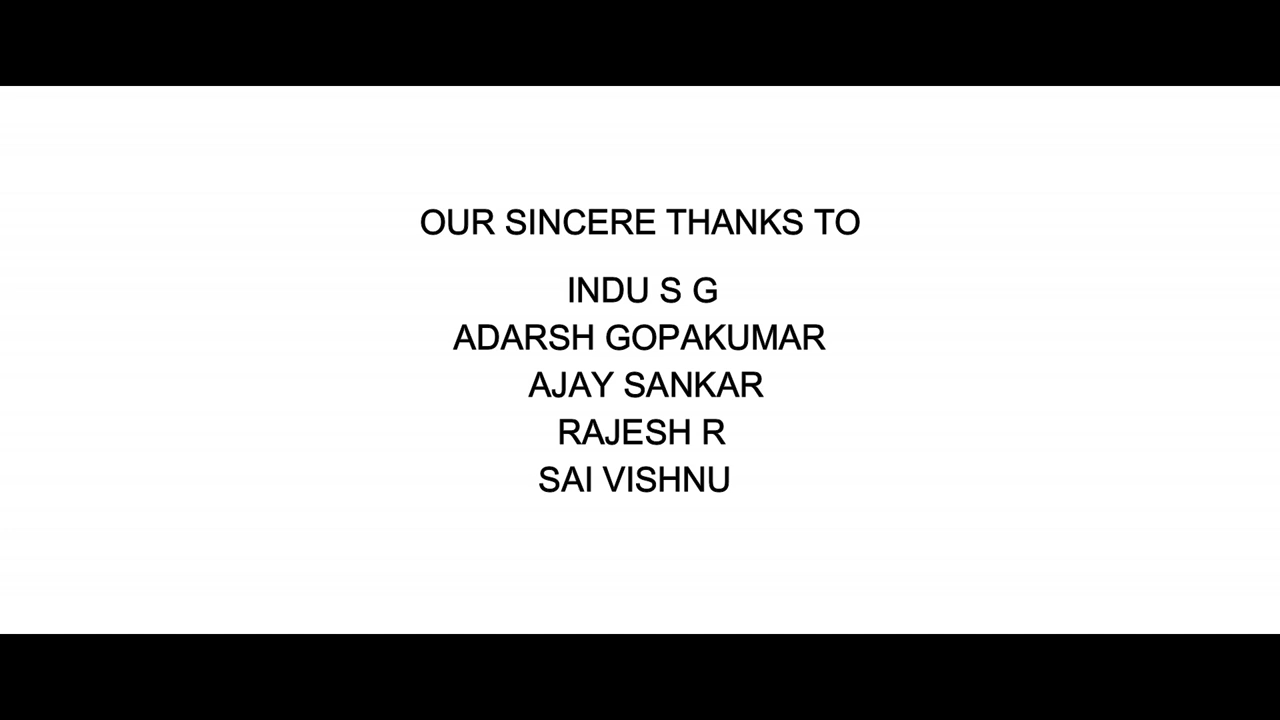 OUR SINCERE THANKS TO
INDU S G
ADARSH GOPAKUMAR
AJAY SANKAR
RAJESH R
SAI VISHNU